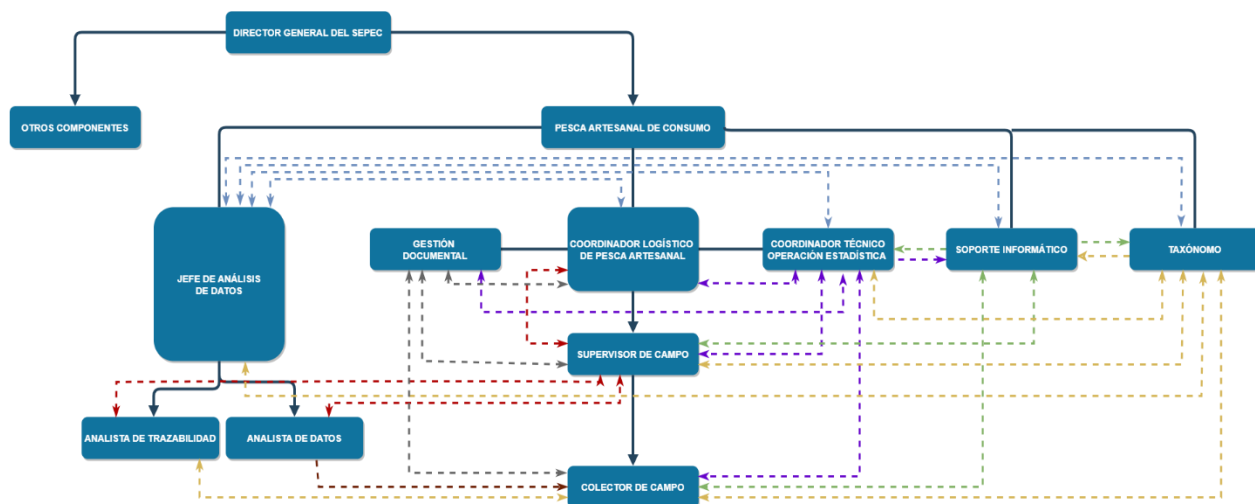 DIRECTOR GENERAL DEL SEPEC
OTROS COMPONENTES
PESCA ARTESANAL DE CONSUMO
JEFE DE ANÁLISIS
DE DATOS
GESTIÓN
DOCUMENTAL
COORDINADOR LOGÍSTICO
DE PESCA ARTESANAL
COORDINADOR TÉCNICO
OPERACIÓN ESTADÍSTICA
SOPORTE INFORMÁTICO
TAXÓNOMO
SUPERVISOR DE CAMPO
ANALISTA DE TRAZABILIDAD
ANALISTA DE DATOS
COLECTOR DE CAMPO